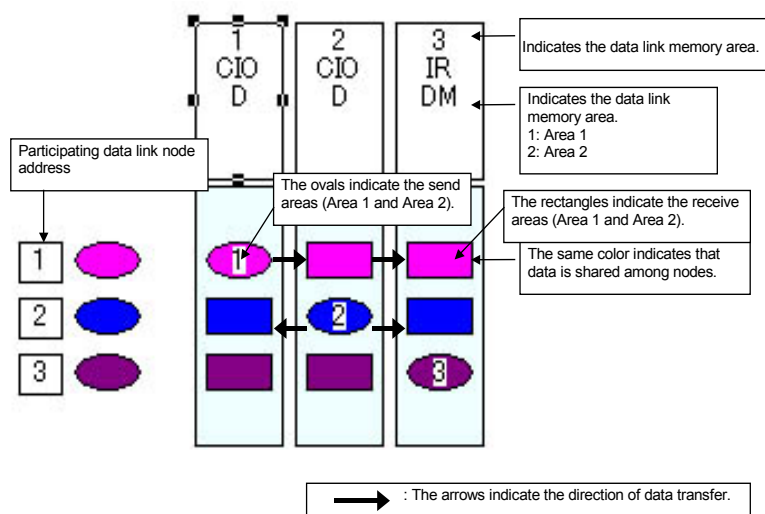 1
CIO
D
2
CIO
D
3
IR
DM
Indicates the data link memory area.
Indicates the data link
memory area.
1: Area 1
2: Area 2
Participating data link node
address
The ovals indicate the send
areas (Area 1 and Area 2).
The rectangles indicate the receive
areas (Area 1 and Area 2).
The same color indicates that
data is shared among nodes.
1
1
2
2
3
3
: The arrows indicate the direction of data transfer.